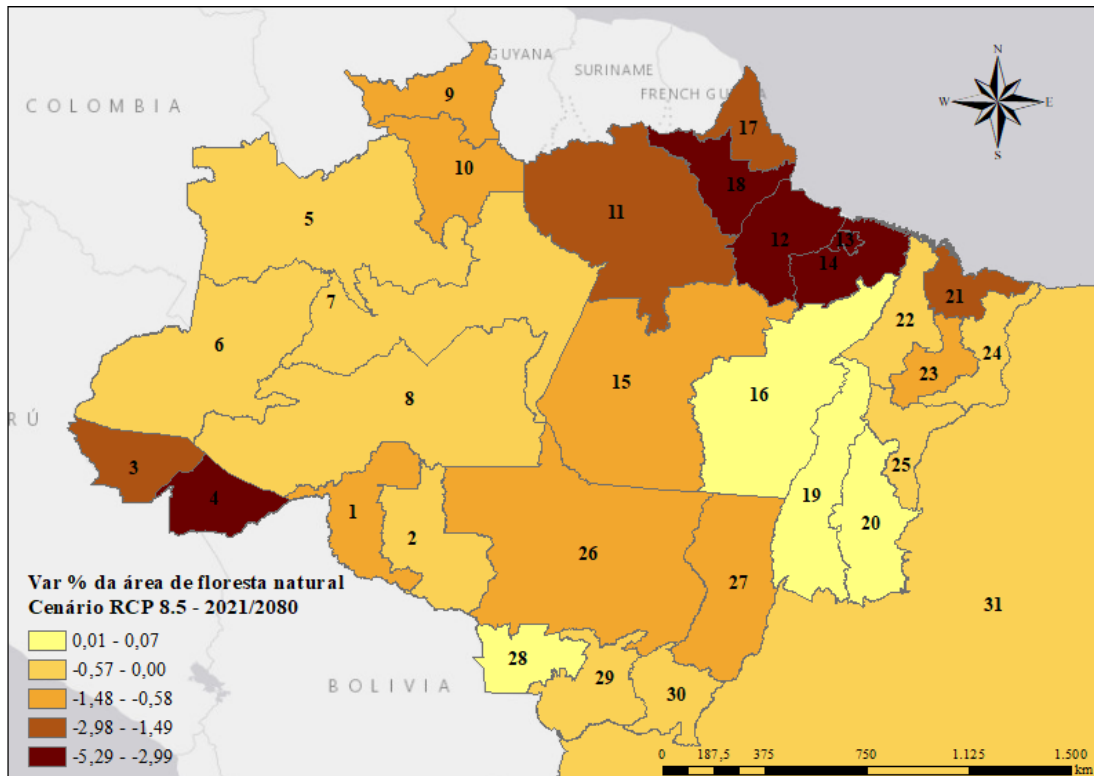 GUYANA
SURINAME
FRENCH GU A
COLOMBIA
N
W E
S
9
17
10
18
11
5
12
13
14
7
21
22
6
24
23
8
15
16
25
3
4
19
1
20
2
26
27
31
28
29
30
RÚ
BOLIVIA
Var % da área de floresta natural
Cenário RCP 8.5 - 2021/2080
0,01 - 0,07
-0,57 - 0,00
-1,48 - -0,58
-2,98 - -1,49
-5,29 - -2,99
0 187,5 375 750 1.125 1.500
km